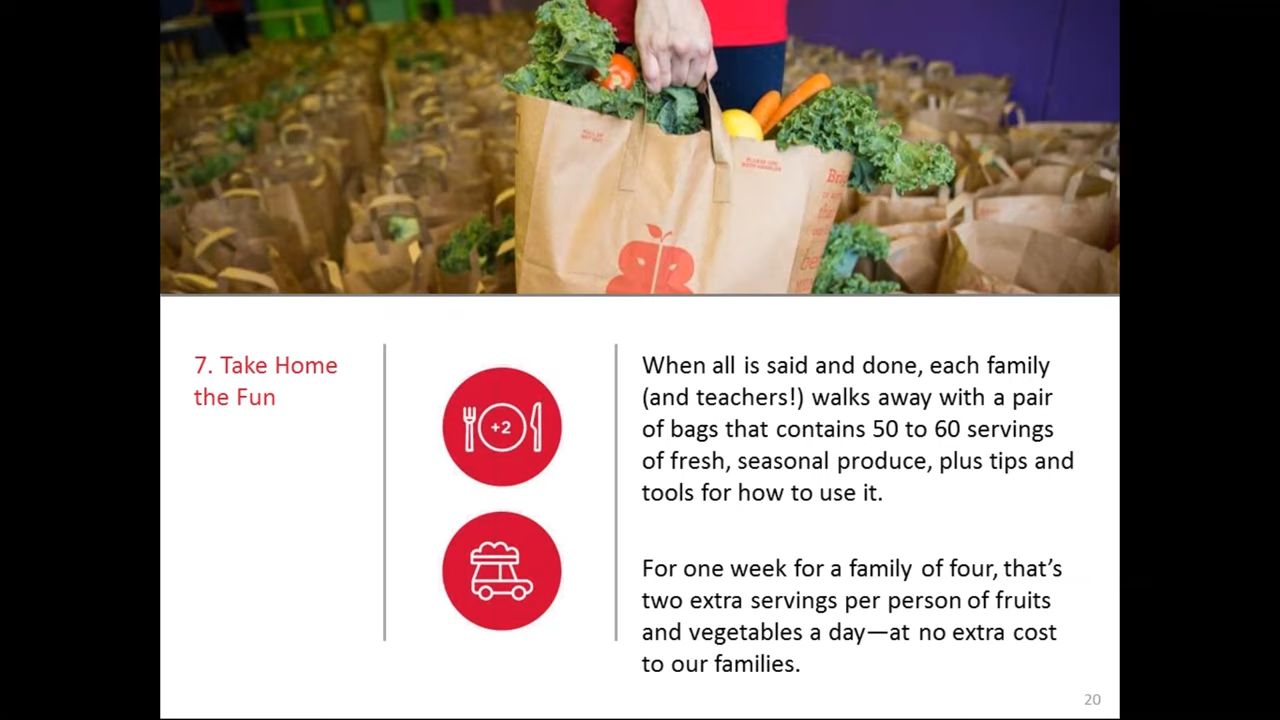 7. Take Home
the Fun
+2
When all is said and done, each family
(and teachers!) walks away with a pair
of bags that contains 50 to 60 servings
of fresh, seasonal produce, plus tips and
tools for how to use it.
For one week for a family of four, that’s
two extra servings per person of fruits
and vegetables a day—at no extra cost
to our families.
20